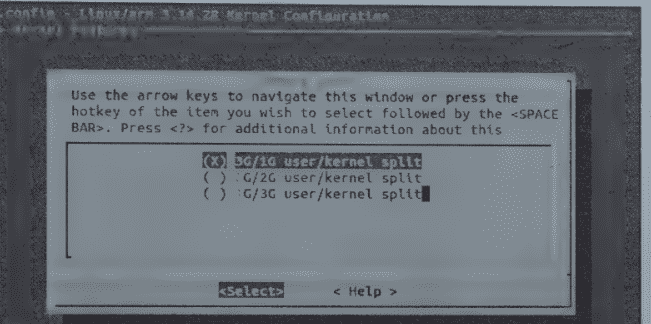 .config - Linux/arm 3.14.28 Kernel Configuration
Use the arrow keys to navigate this window or press the
hotkey of the item you wish to select followed by the <SPACE
BAR>. Press <?> for additional information about this
(X) 3G/1G user/kernel split
( ) G/2G user/kernel split
( ) G/3G user/kernel split
<Select> < Help >